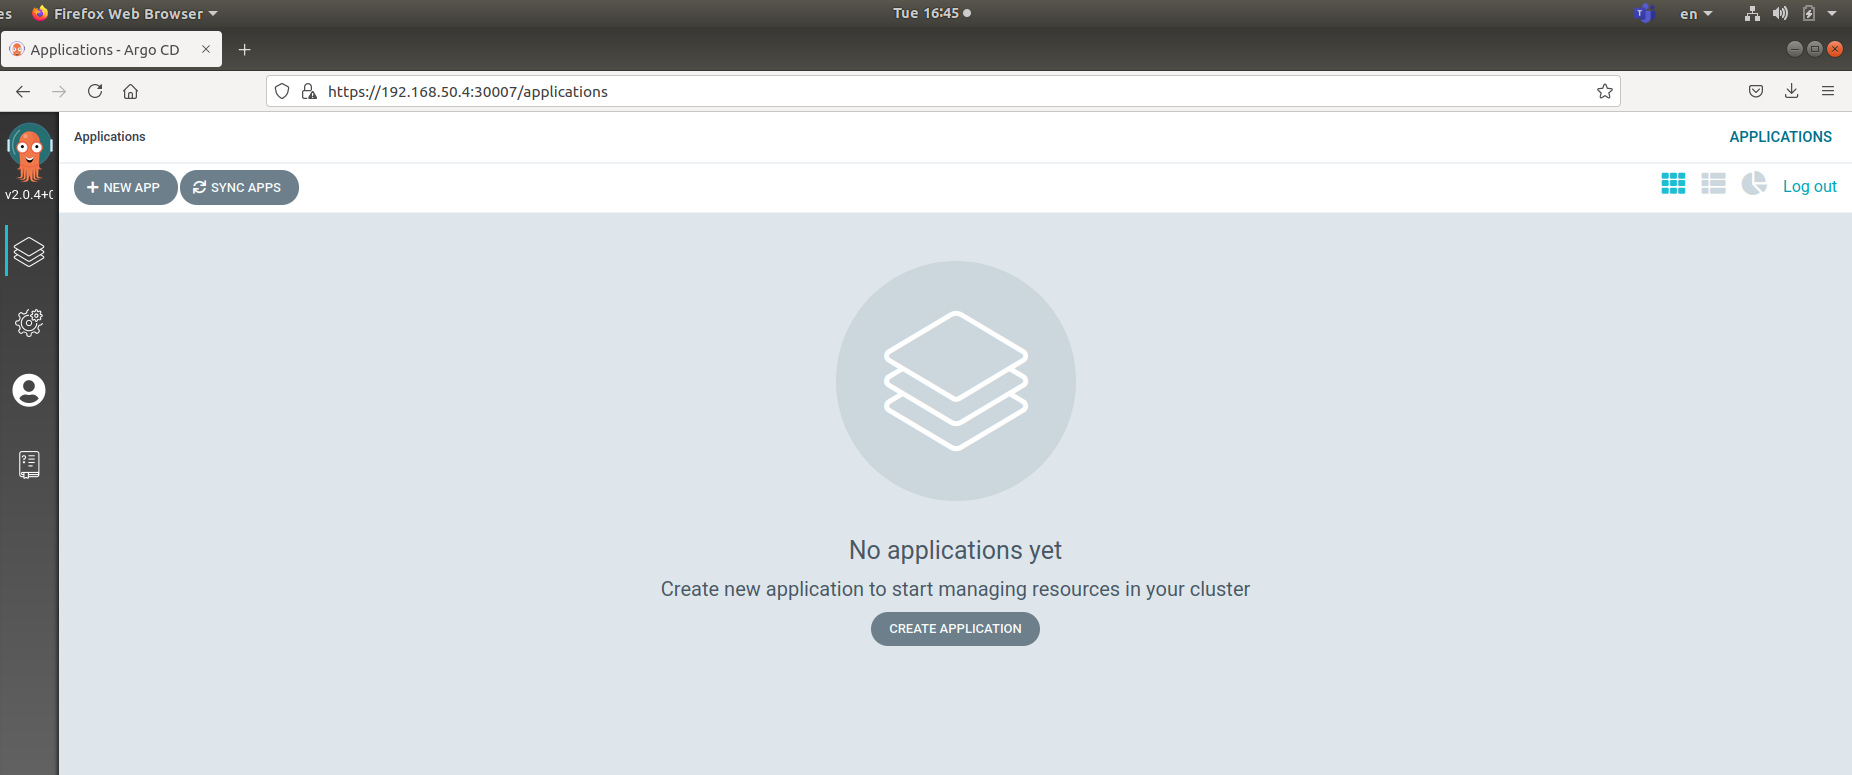 es Firefox Web Browser Tue 16:45 en
Applications - Argo CD
https://192.168.50.4:30007/applications
Applications APPLICATIONS
NEW APP SYNC APPS Log out
v2.0.4+0
No applications yet
Create new application to start managing resources in your cluster
CREATE APPLICATION